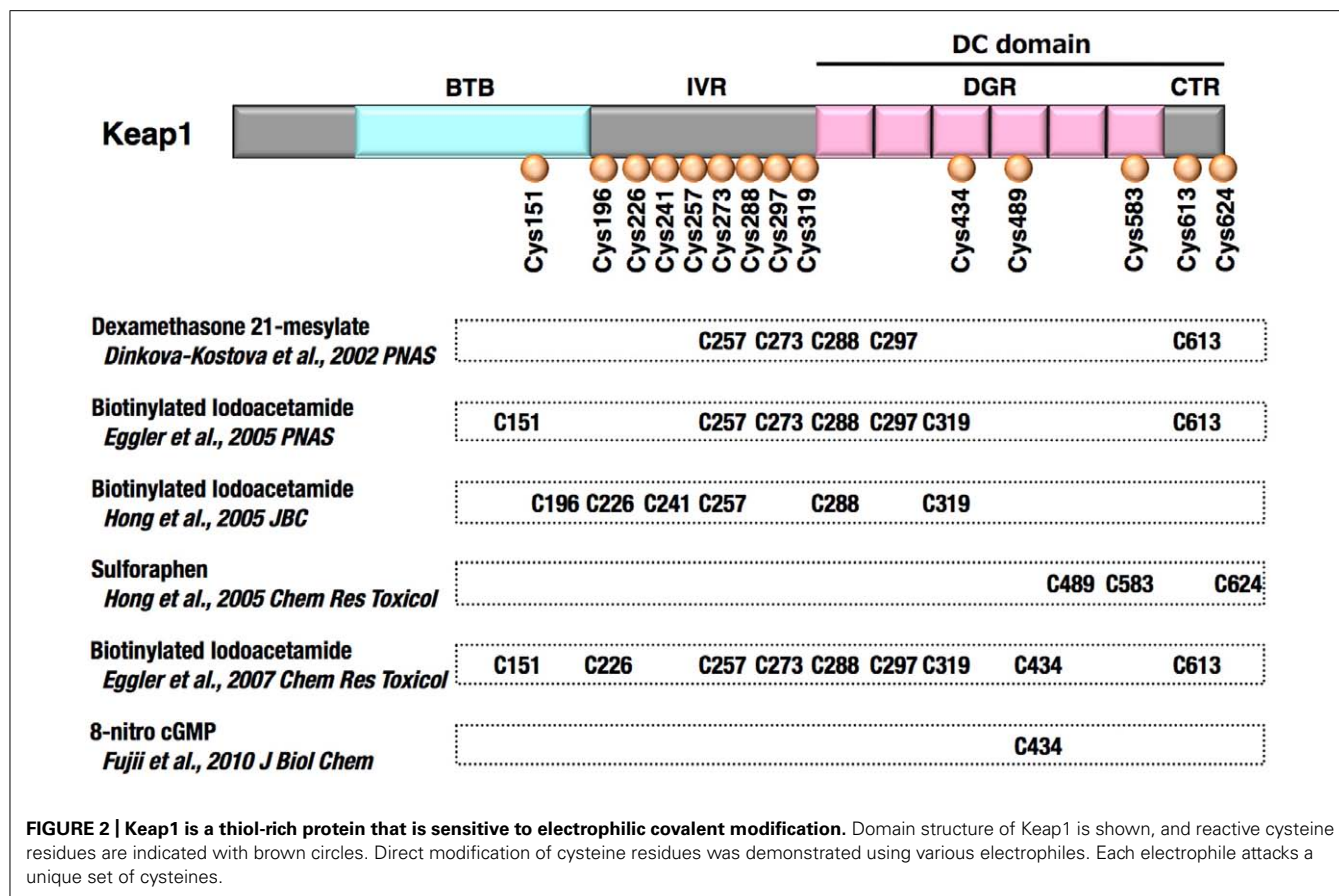 DC domain
BTB IVR DGR CTR
Keap1
Cys151 Cys196 Cys226 Cys241 Cys257 Cys273 Cys288 Cys297 Cys319 Cys434 Cys489 Cys583 Cys613 Cys624
Dexamethasone 21-mesylate
Dinkova-Kostova et al., 2002 PNAS
C257 C273 C288 C297 C613
Biotinylated Iodoacetamide
Eggler et al., 2005 PNAS
C151 C257 C273 C288 C297 C319 C613
Biotinylated Iodoacetamide
Hong et al., 2005 JBC
C196 C226 C241 C257 C288 C319
Sulforaphen
Hong et al., 2005 Chem Res Toxicol
C489 C583 C624
Biotinylated Iodoacetamide
Eggler et al., 2007 Chem Res Toxicol
C151 C226 C257 C273 C288 C297 C319 C434 C613
8-nitro cGMP
Fujii et al., 2010 J Biol Chem
C434
FIGURE 2 | Keap1 is a thiol-rich protein that is sensitive to electrophilic covalent modification. Domain structure of Keap1 is shown, and reactive cysteine
residues are indicated with brown circles. Direct modification of cysteine residues was demonstrated using various electrophiles. Each electrophile attacks a
unique set of cysteines.